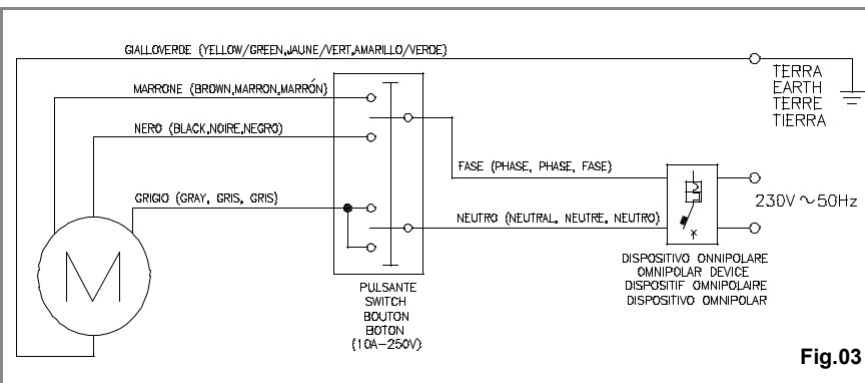 GIALLOVERDE (YELLOW/GREEN,JAUNE/VERT,AMARILLO/VERDE)
MARRONE (BROWN,MARRON,MARRÓN)
NERO (BLACK,NOIRE,NEGRO)
GRIGIO (GRAY, GRIS, GRIS)
M
PULSANTE
SWITCH
BOUTON
BOTON
(10A-250V)
FASE (PHASE, PHASE, FASE)
NEUTRO (NEUTRAL, NEUTRE, NEUTRO)
TERRA
EARTH
TERRE
TIERRA
230V ~ 50Hz
DISPOSITIVO ONNIPOLARE
OMNIPOLAR DEVICE
DISPOSITIF OMNIPOLAIRE
DISPOSITIVO OMNIPOLAR
Fig.03